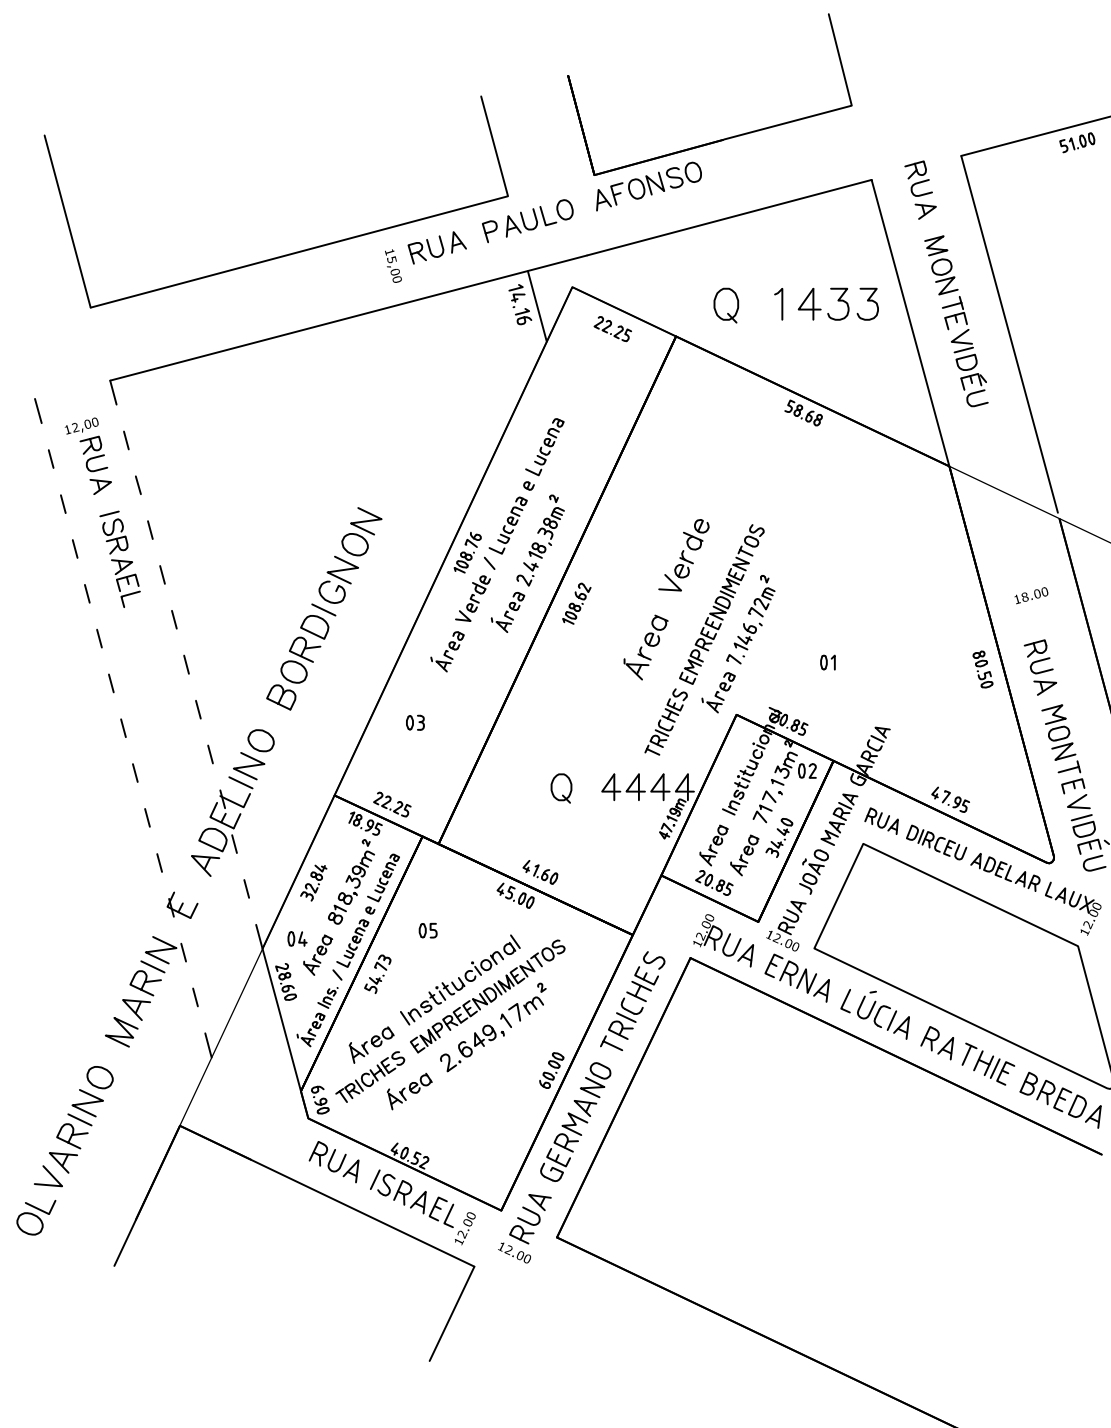 51.00
RUA PAULO AFONSO
15,00
RUA MONTEVIDÉU
14.16
Q 1433
22.25
58.68
12,00
RUA ISRAEL
108.76
Área Verde / Lucena e Lucena
Área 2.418,38m²
108.62
Área Verde
TRICHES EMPREENDIMENTOS
Área 7.146,72m²
01
18.00
80.50
RUA MONTEVIDÉU
03
OLVARINO MARIN E ADELINO BORDIGNON
Q 4444
47.19m
20.85
Área Institucional
Área 717,13m²
02
34.40
20.85
RUA JOÃO MARIA GARCIA
47.95
RUA DIRCEU ADELAR LAUX
12.00
22.25
18.95
32.84
04
Área 818,39m²
Área Ins. / Lucena e Lucena
28.60
54.73
6.90
41.60
45.00
05
Área Institucional
TRICHES EMPREENDIMENTOS
Área 2.649,17m²
60.00
40.52
12.00
12.00
RUA ERNA LÚCIA RATHIE BREDA
RUA GERMANO TRICHES
RUA ISRAEL
12.00
12.00